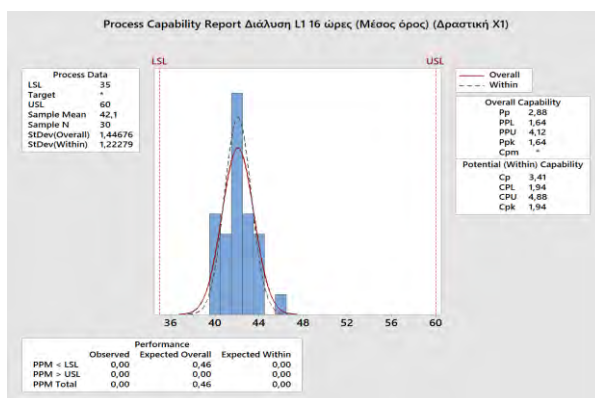 Process Capability Report Διάλυση L1 16 ώρες (Μέσος όρος) (Δραστική X1)
LSL USL
Process Data
LSL 35
Target *
USL 60
Sample Mean 42,1
Sample N 30
StDev(Overall) 1,44676
StDev(Within) 1,22279
Overall
Within
Overall Capability
Pp 2,88
PPL 1,64
PPU 4,12
Ppk 1,64
Cpm *
Potential (Within) Capability
Cp 3,41
CPL 1,94
CPU 4,88
Cpk 1,94
36 40 44 48 52 56 60
Performance
Observed Expected Overall Expected Within
PPM < LSL 0,00 0,46 0,00
PPM > USL 0,00 0,00 0,00
PPM Total 0,00 0,46 0,00